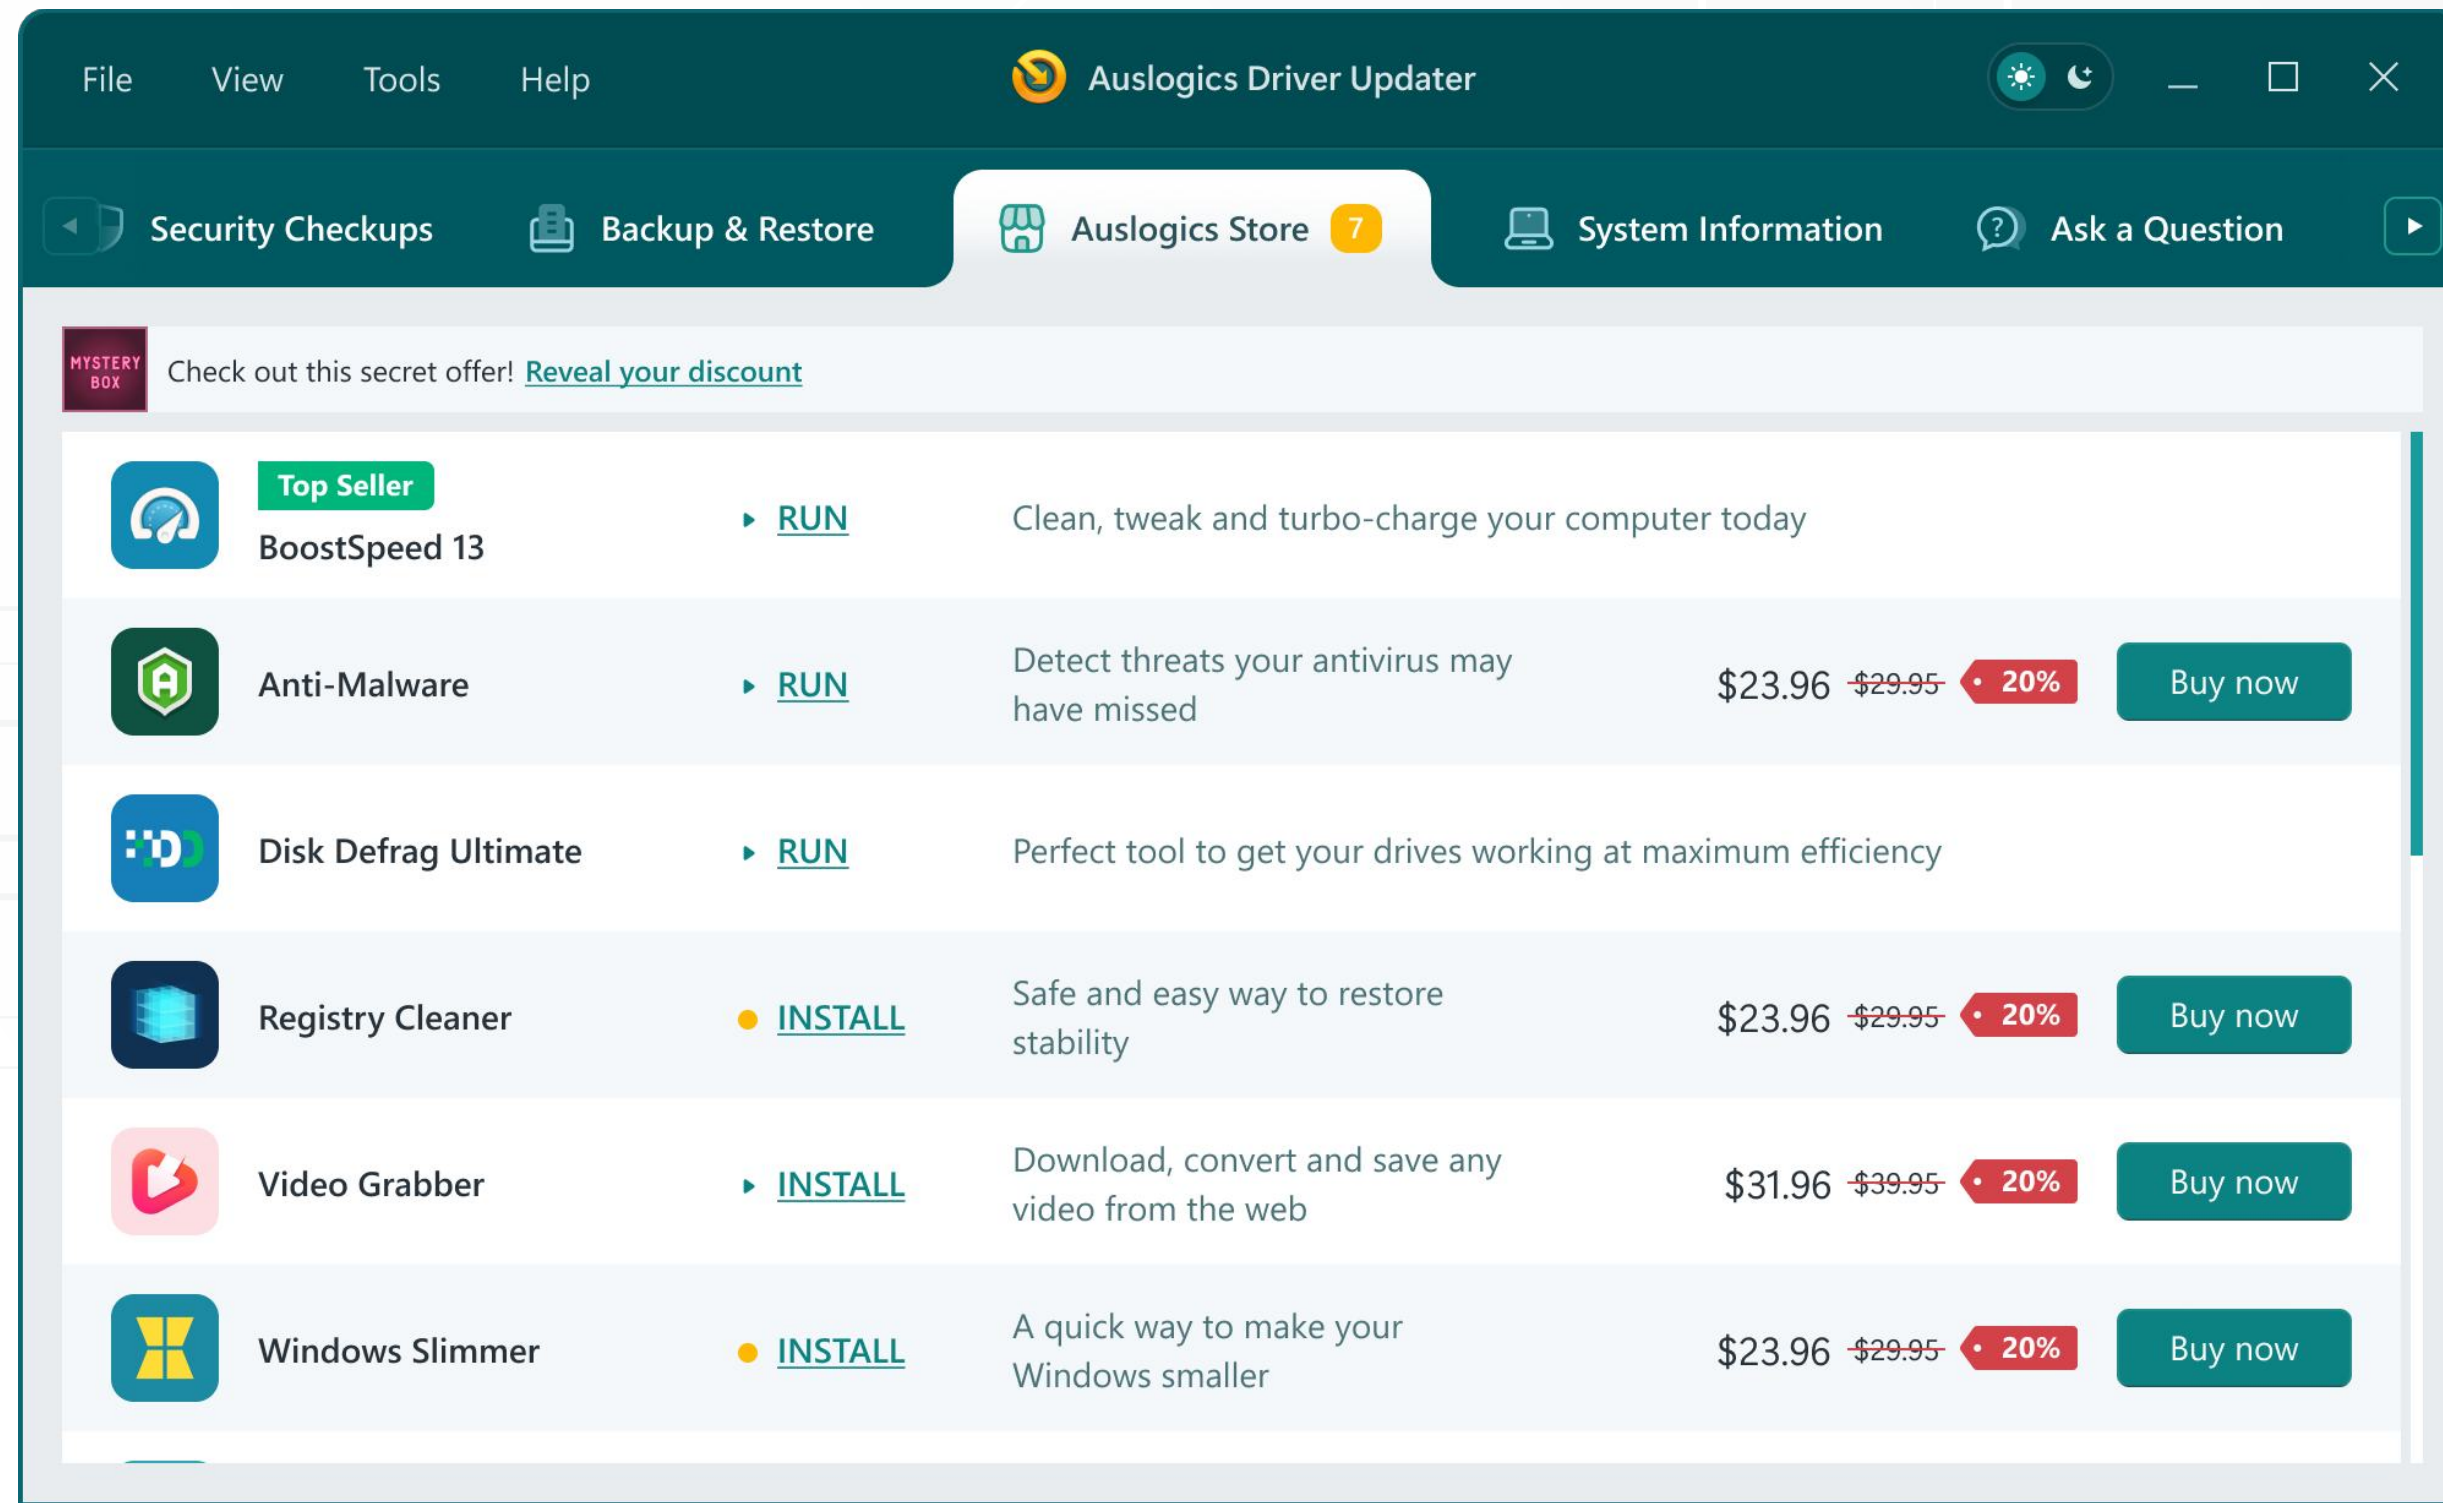 File View Tools Help Auslogics Driver Updater
Security Checkups Backup & Restore Auslogics Store 7 System Information Ask a Question
MYSTERY
BOX
Check out this secret offer! Reveal your discount
Top Seller
BoostSpeed 13
RUN
Clean, tweak and turbo-charge your computer today
Anti-Malware
RUN
Detect threats your antivirus may
have missed
$23.96 $29.95 20% Buy now
Disk Defrag Ultimate
RUN
Perfect tool to get your drives working at maximum efficiency
Registry Cleaner
INSTALL
Safe and easy way to restore
stability
$23.96 $29.95 20% Buy now
Video Grabber
INSTALL
Download, convert and save any
video from the web
$31.96 $39.95 20% Buy now
Windows Slimmer
INSTALL
A quick way to make your
Windows smaller
$23.96 $29.95 20% Buy now